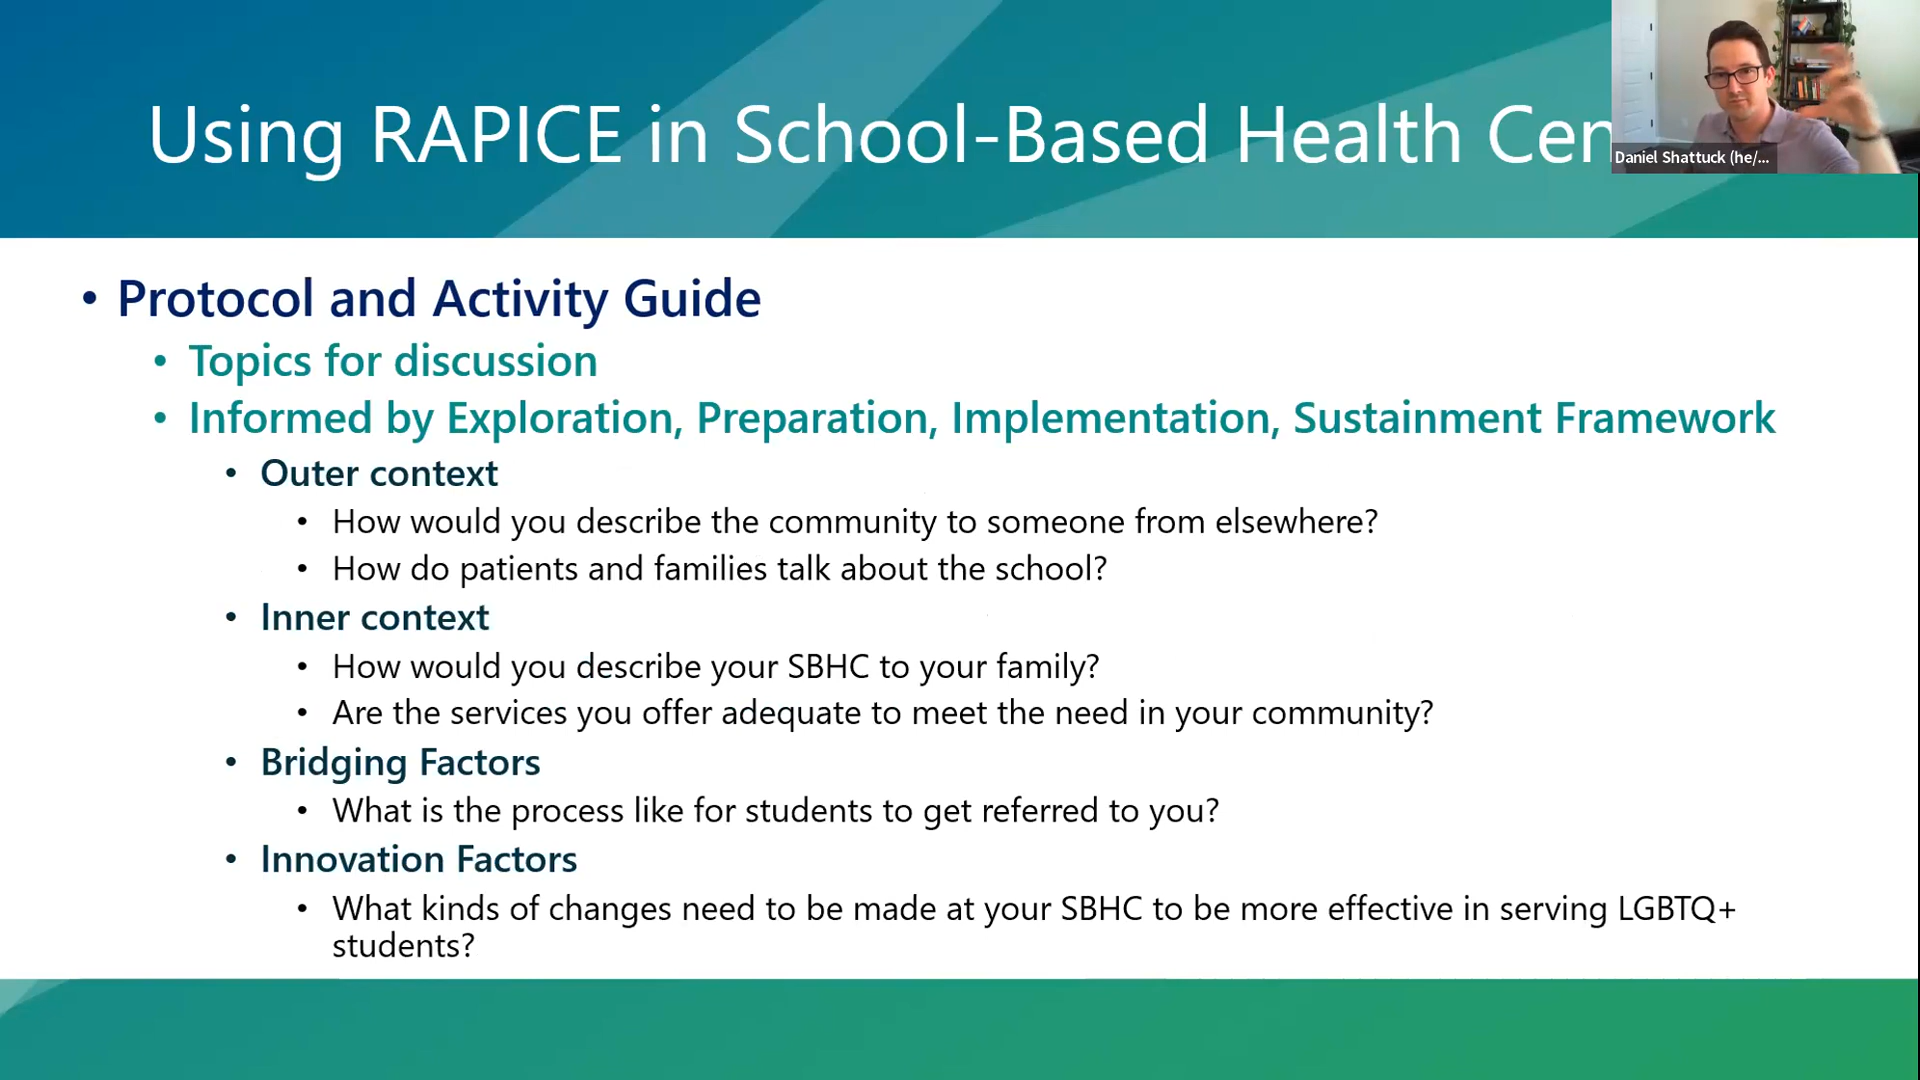 Using RAPICE in School-Based Health Cen
Daniel Shattuck (he/...
• Protocol and Activity Guide
• Topics for discussion
• Informed by Exploration, Preparation, Implementation, Sustainment Framework
• Outer context
• How would you describe the community to someone from elsewhere?
• How do patients and families talk about the school?
• Inner context
• How would you describe your SBHC to your family?
• Are the services you offer adequate to meet the need in your community?
• Bridging Factors
• What is the process like for students to get referred to you?
• Innovation Factors
• What kinds of changes need to be made at your SBHC to be more effective in serving LGBTQ+
students?